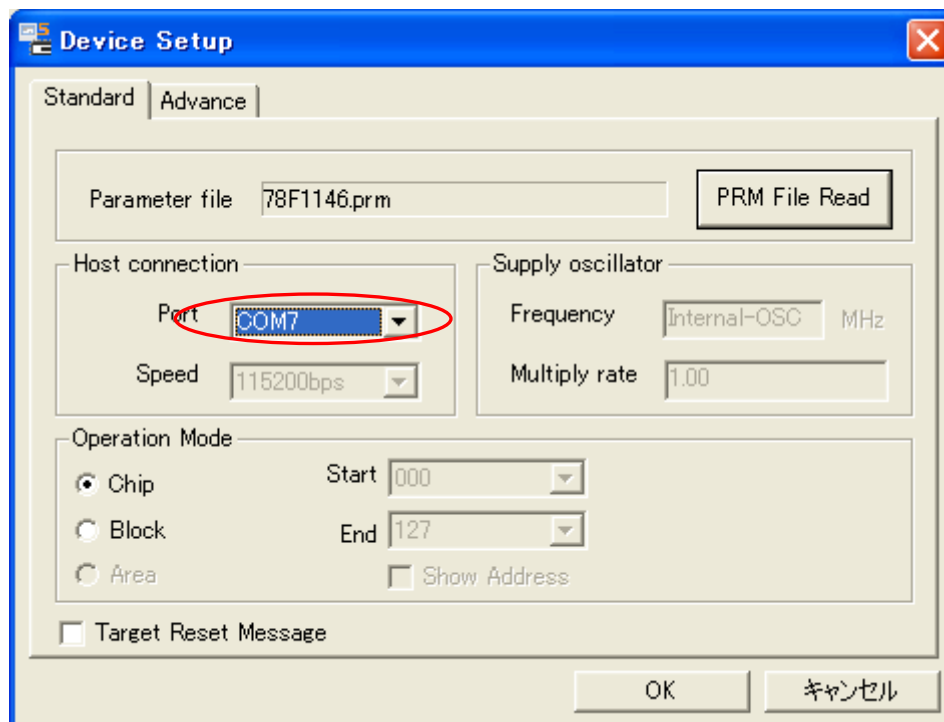 Device Setup
Standard Advance
Parameter file 78F1146.prm PRM File Read
Host connection
Port COM7
Speed 115200bps
Supply oscillator
Frequency Internal-OSC MHz
Multiply rate 1.00
Operation Mode
Chip
Block
Area
Start 000
End 127
Show Address
Target Reset Message
OK キャンセル